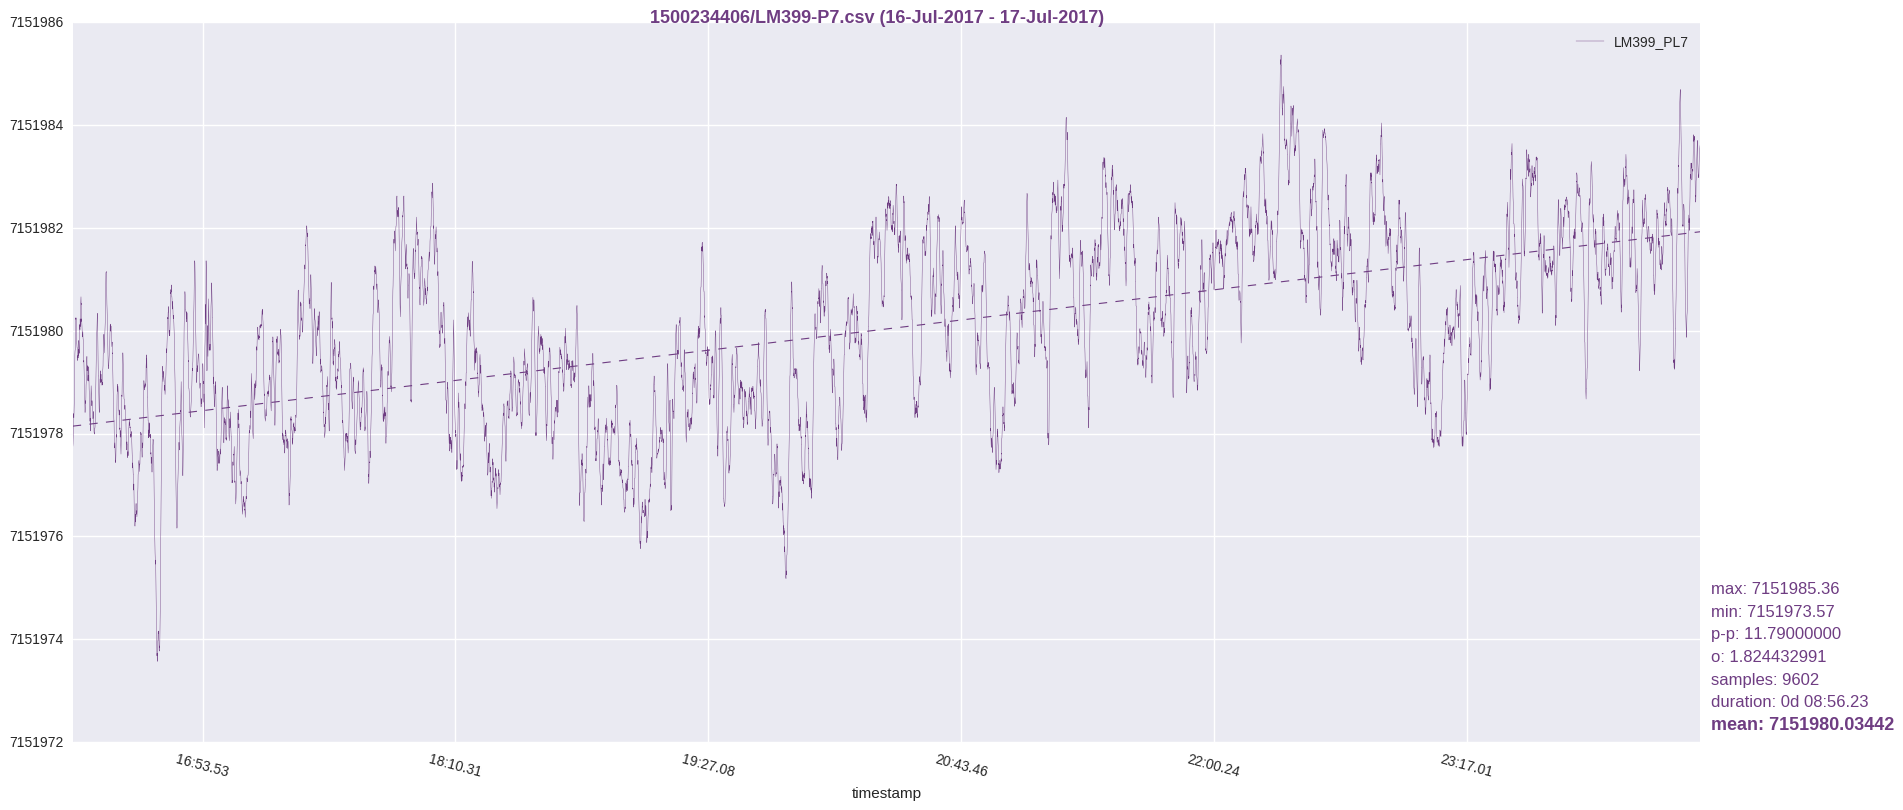 1500234406/LM399-P7.csv (16-Jul-2017 - 17-Jul-2017)
LM399_PL7
7151986
7151984
7151982
7151980
7151978
7151976
7151974
7151972
max: 7151985.36
min: 7151973.57
p-p: 11.79000000
o: 1.824432991
samples: 9602
duration: 0d 08:56.23
mean: 7151980.03442
16:53.53
18:10.31
19:27.08
20:43.46
22:00.24
23:17.01
timestamp